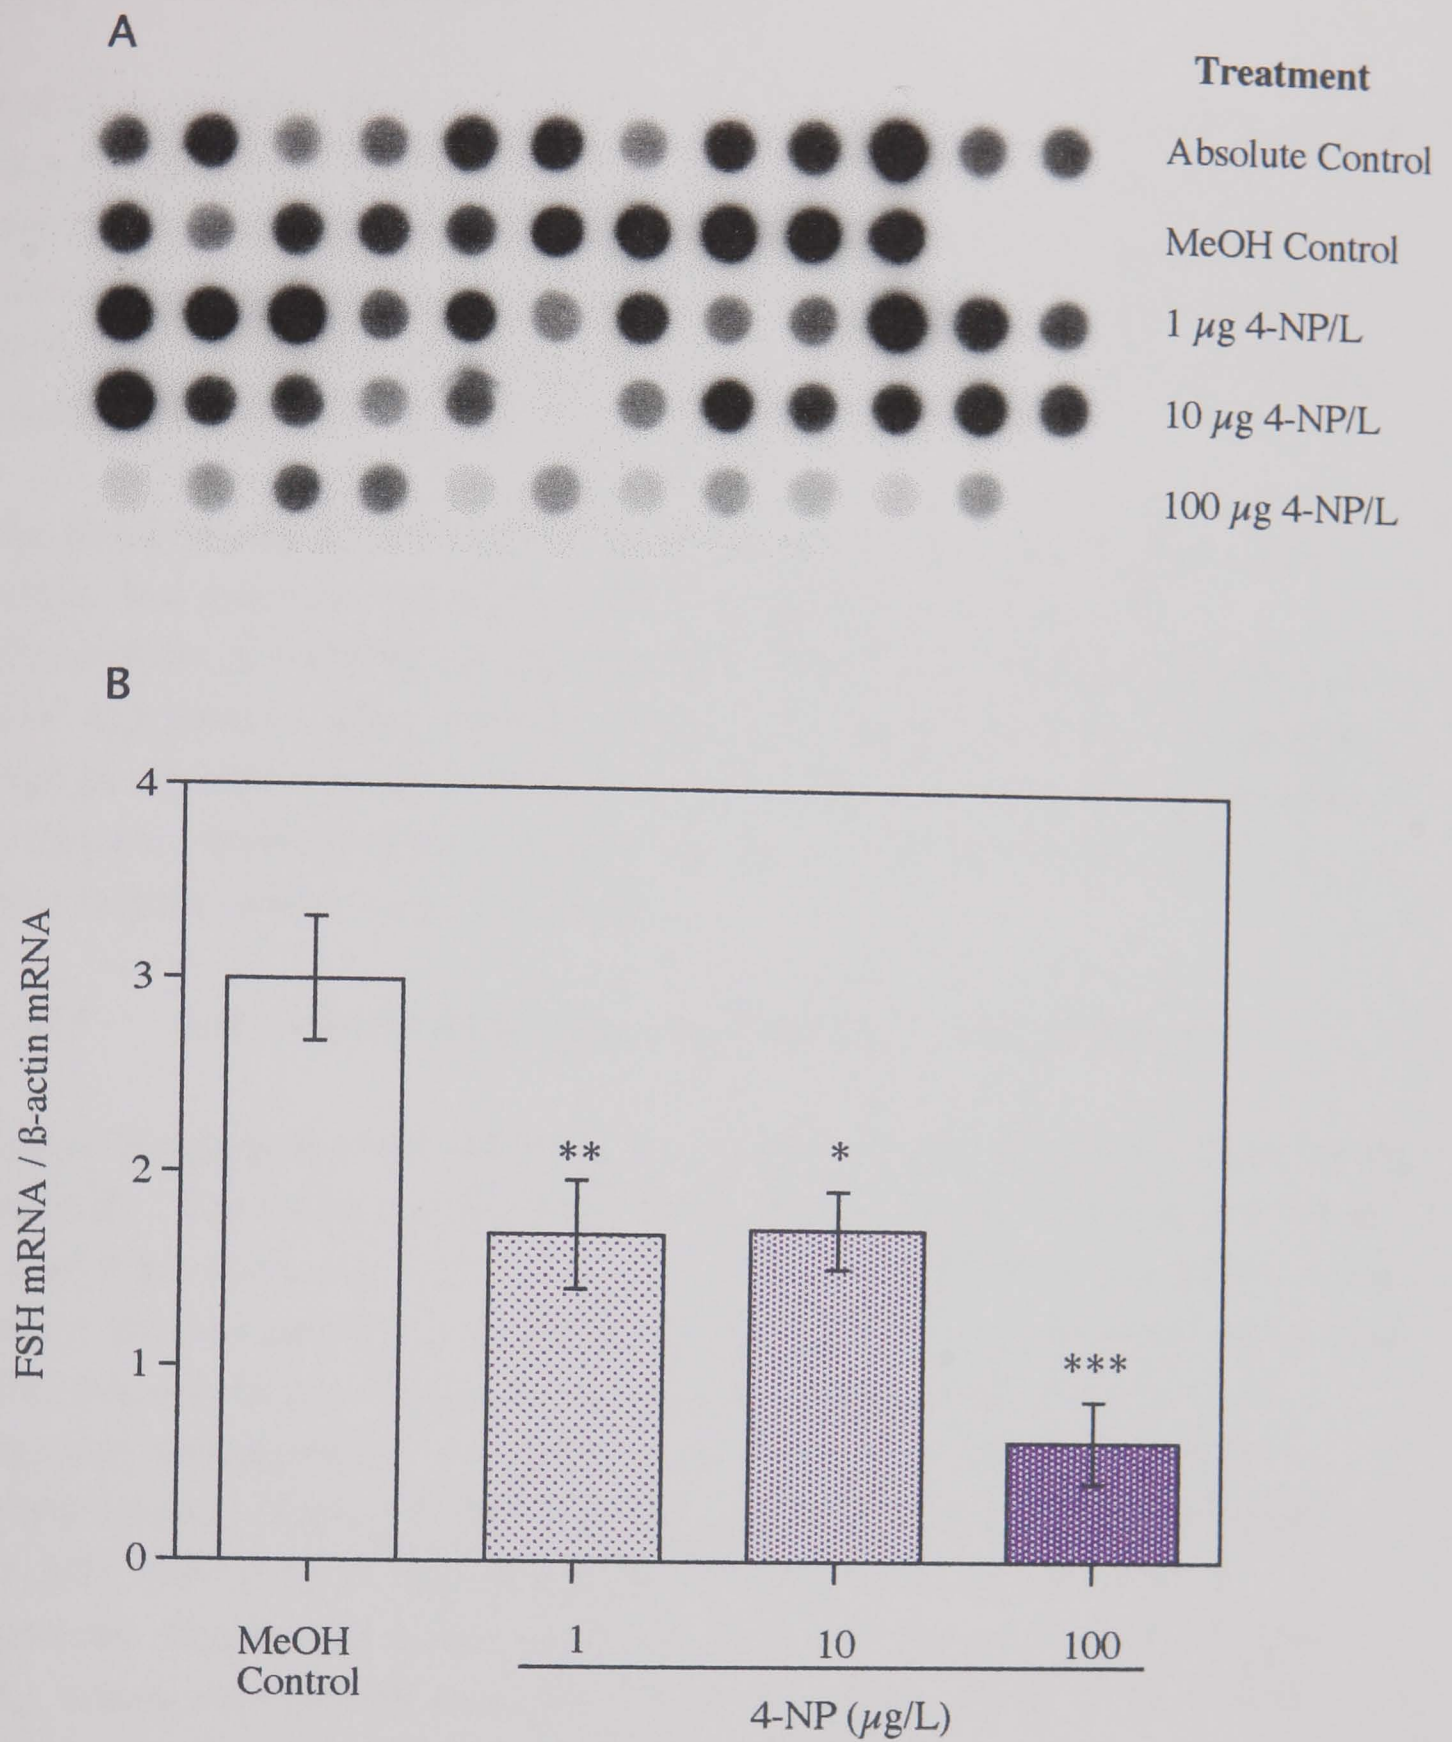 A
Treatment
Absolute Control
MeOH Control
1 µg 4-NP/L
10 µg 4-NP/L
100 µg 4-NP/L
B
FSH mRNA / ß-actin mRNA
4
3
2
1
0
**
*
***
MeOH
Control
1
10
100
4-NP (µg/L)